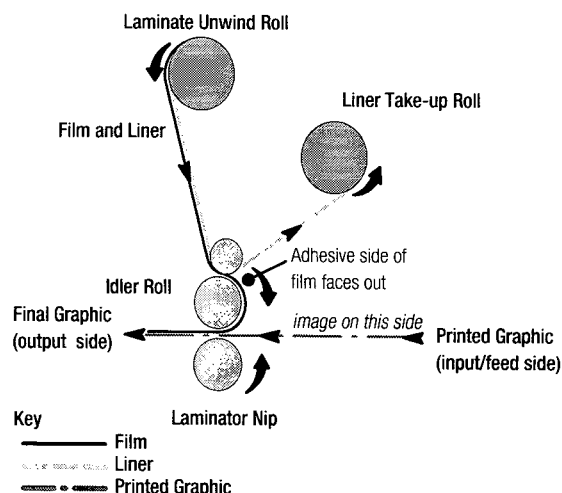 Laminate Unwind Roll
Liner Take-up Roll
Film and Liner
Adhesive side of
film faces out
Idler Roll
Final Graphic
(output side)
image on this side
Printed Graphic
(input/feed side)
Laminator Nip
Key
Film
Liner
Printed Graphic